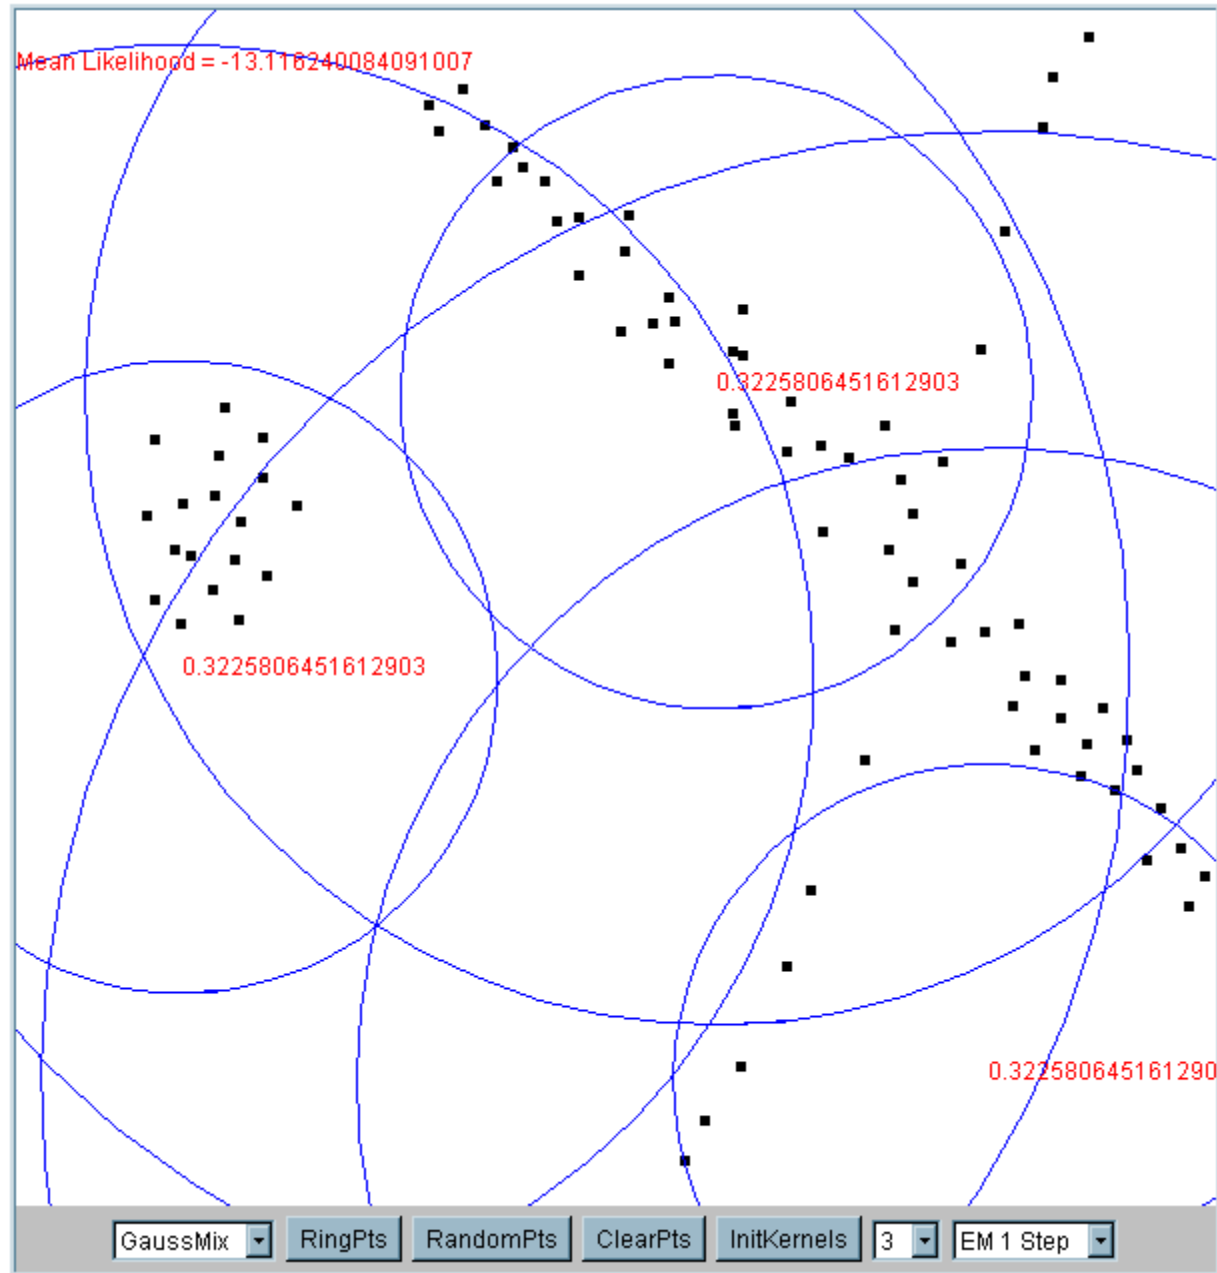 Mean Likelihood = -13.116240084091007
0.3225806451612903
0.3225806451612903
0.322580645161290
GaussMix RingPts RandomPts ClearPts InitKernels 3 EM 1 Step